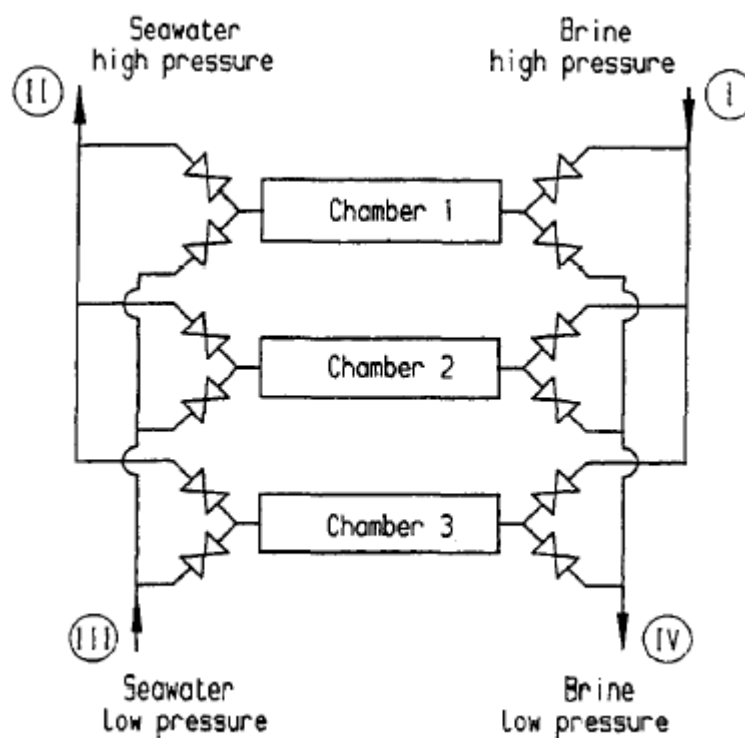 Seawater
high pressure
Brine
high pressure
II
I
Chamber 1
Chamber 2
Chamber 3
III
IV
Seawater
low pressure
Brine
low pressure